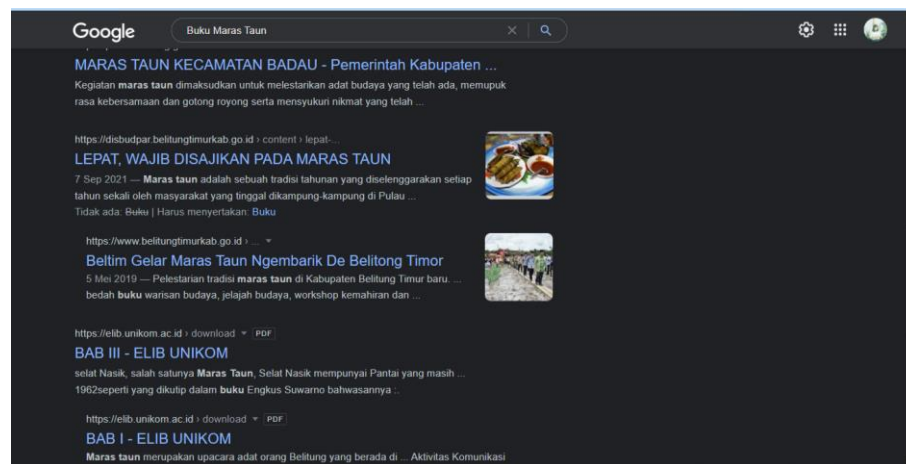 Google
Buku Maras Taun
MARAS TAUN KECAMATAN BADAU - Pemerintah Kabupaten ...
Kegiatan maras taun dimaksudkan untuk melestarikan adat budaya yang telah ada, memupuk
rasa kebersamaan dan gotong royong serta mensyukuri nikmat yang telah ...
https://disbudpar.belitungtimurkab.go.id › content › lepat-...
LEPAT, WAJIB DISAJIKAN PADA MARAS TAUN
7 Sep 2021 — Maras taun adalah sebuah tradisi tahunan yang diselenggarakan setiap
tahun sekali oleh masyarakat yang tinggal dikampung-kampung di Pulau ...
Tidak ada: Buku | Harus menyertakan: Buku
https://www.belitungtimurkab.go.id › ...
Beltim Gelar Maras Taun Ngembarik De Belitong Timor
5 Mei 2019 — Pelestarian tradisi maras taun di Kabupaten Belitung Timur baru. ...
bedah buku warisan budaya, jelajah budaya, workshop kemahiran dan ...
https://elib.unikom.ac.id › download PDF
BAB III - ELIB UNIKOM
selat Nasik, salah satunya Maras Taun, Selat Nasik mempunyai Pantai yang masih ...
1962seperti yang dikutip dalam buku Engkus Suwarno bahwasannya :.
https://elib.unikom.ac.id › download PDF
BAB I - ELIB UNIKOM
Maras taun merupakan upacara adat orang Belitung yang berada di ... Aktivitas Komunikasi